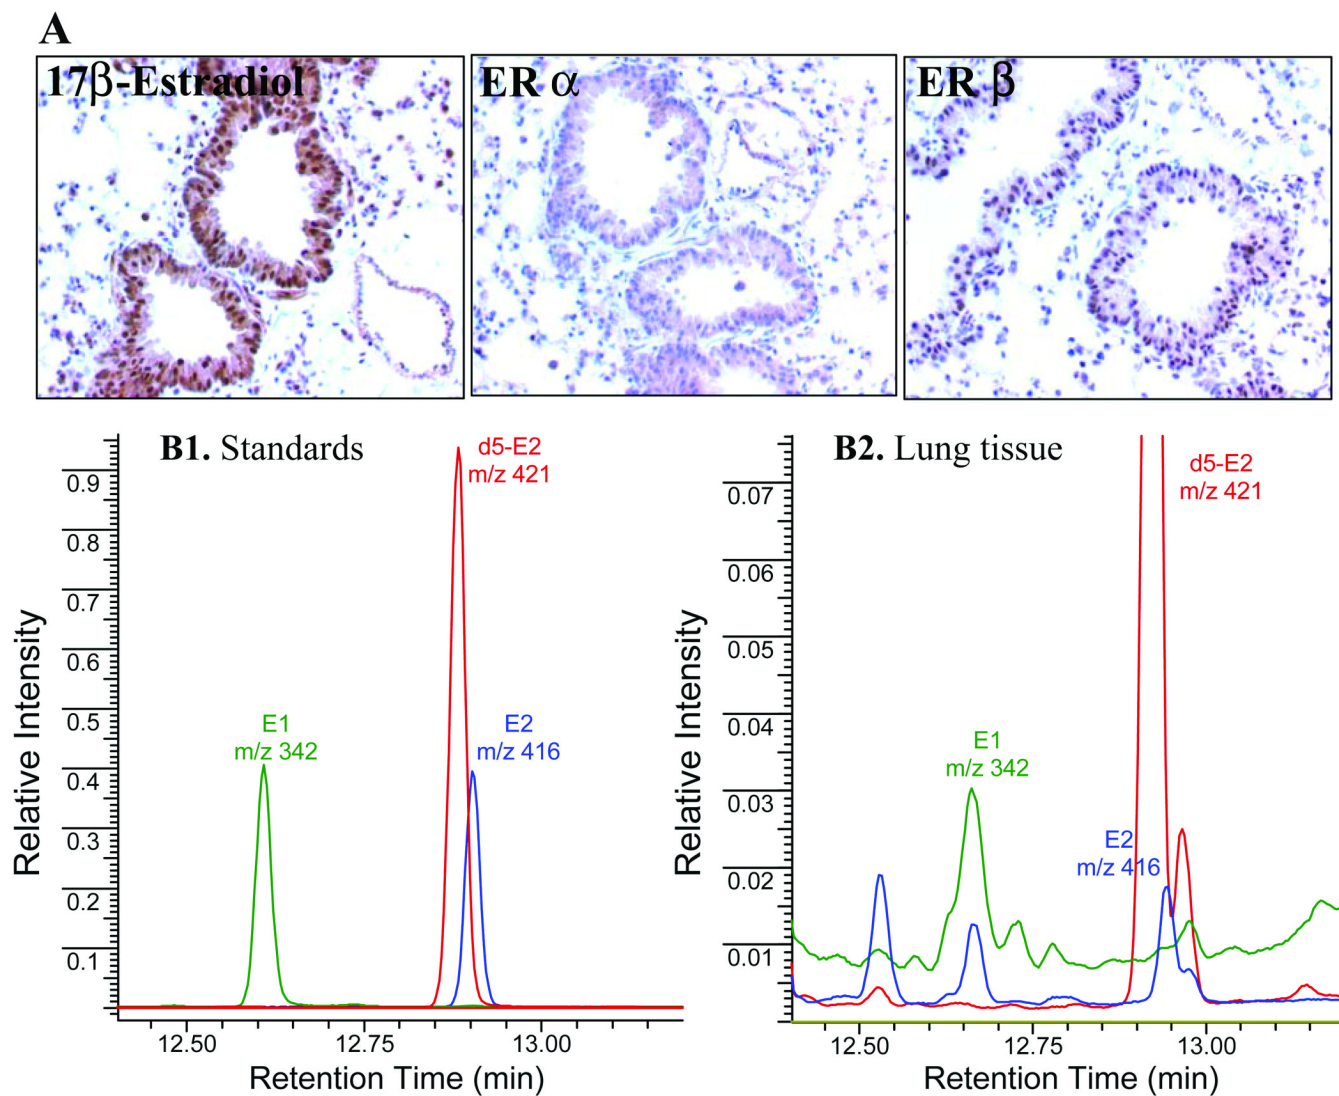 A
17β-Estradiol
ER α
ER β
B1. Standards
d5-E2
m/z 421
E1
m/z 342
E2
m/z 416
0.9
0.8
0.7
0.6
0.5
0.4
0.3
0.2
0.1
Relative Intensity
12.50 12.75 13.00
Retention Time (min)
B2. Lung tissue
d5-E2
m/z 421
E1
m/z 342
E2
m/z 416
0.07
0.06
0.05
0.04
0.03
0.02
0.01
Relative Intensity
12.50 12.75 13.00
Retention Time (min)